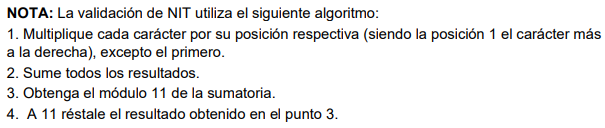 NOTA: La validación de NIT utiliza el siguiente algoritmo:
1. Multiplique cada carácter por su posición respectiva (siendo la posición 1 el carácter más
a la derecha), excepto el primero.
2. Sume todos los resultados.
3. Obtenga el módulo 11 de la sumatoria.
4. A 11 réstale el resultado obtenido en el punto 3.